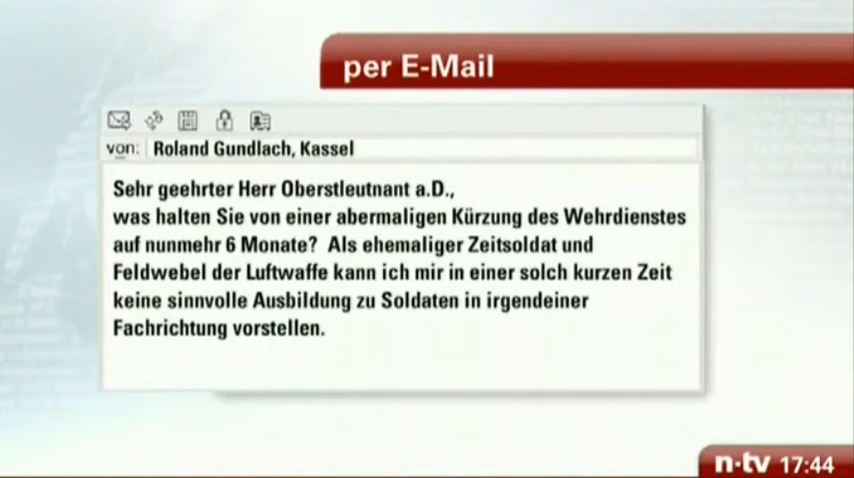 per E-Mail
von: Roland Gundlach, Kassel
Sehr geehrter Herr Oberstleutnant a.D.,
was halten Sie von einer abermaligen Kürzung des Wehrdienstes
auf nunmehr 6 Monate? Als ehemaliger Zeitsoldat und
Feldwebel der Luftwaffe kann ich mir in einer solch kurzen Zeit
keine sinnvolle Ausbildung zu Soldaten in irgendeiner
Fachrichtung vorstellen.
n-tv 17:44